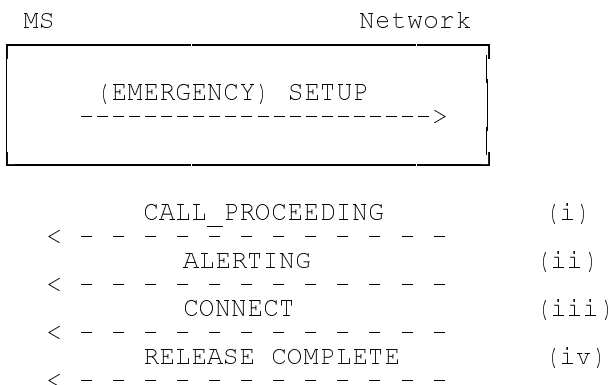 MS Network
(EMERGENCY) SETUP
---------------------->
CALL_PROCEEDING (i)
< - - - - - - - - - - - - -
ALERTING (ii)
< - - - - - - - - - - - - -
CONNECT (iii)
< - - - - - - - - - - - - -
RELEASE COMPLETE (iv)
< - - - - - - - - - - - - -